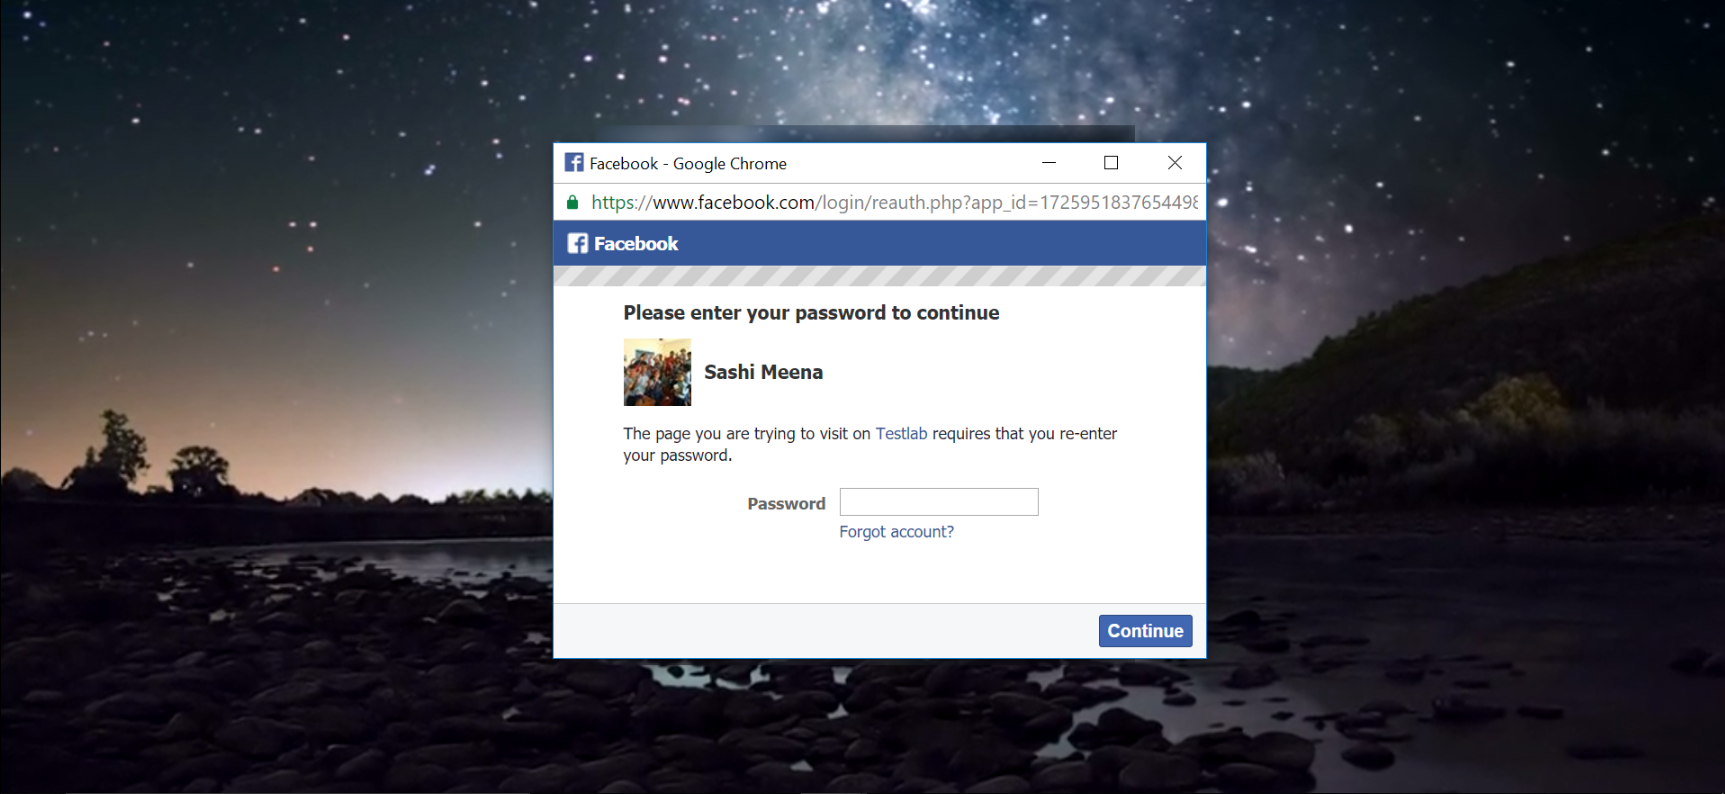 Facebook - Google Chrome
https://www.facebook.com/login/reauth.php?app_id=1725951837654498
Facebook
Please enter your password to continue
Sashi Meena
The page you are trying to visit on Testlab requires that you re-enter
your password.
Password
Forgot account?
Continue